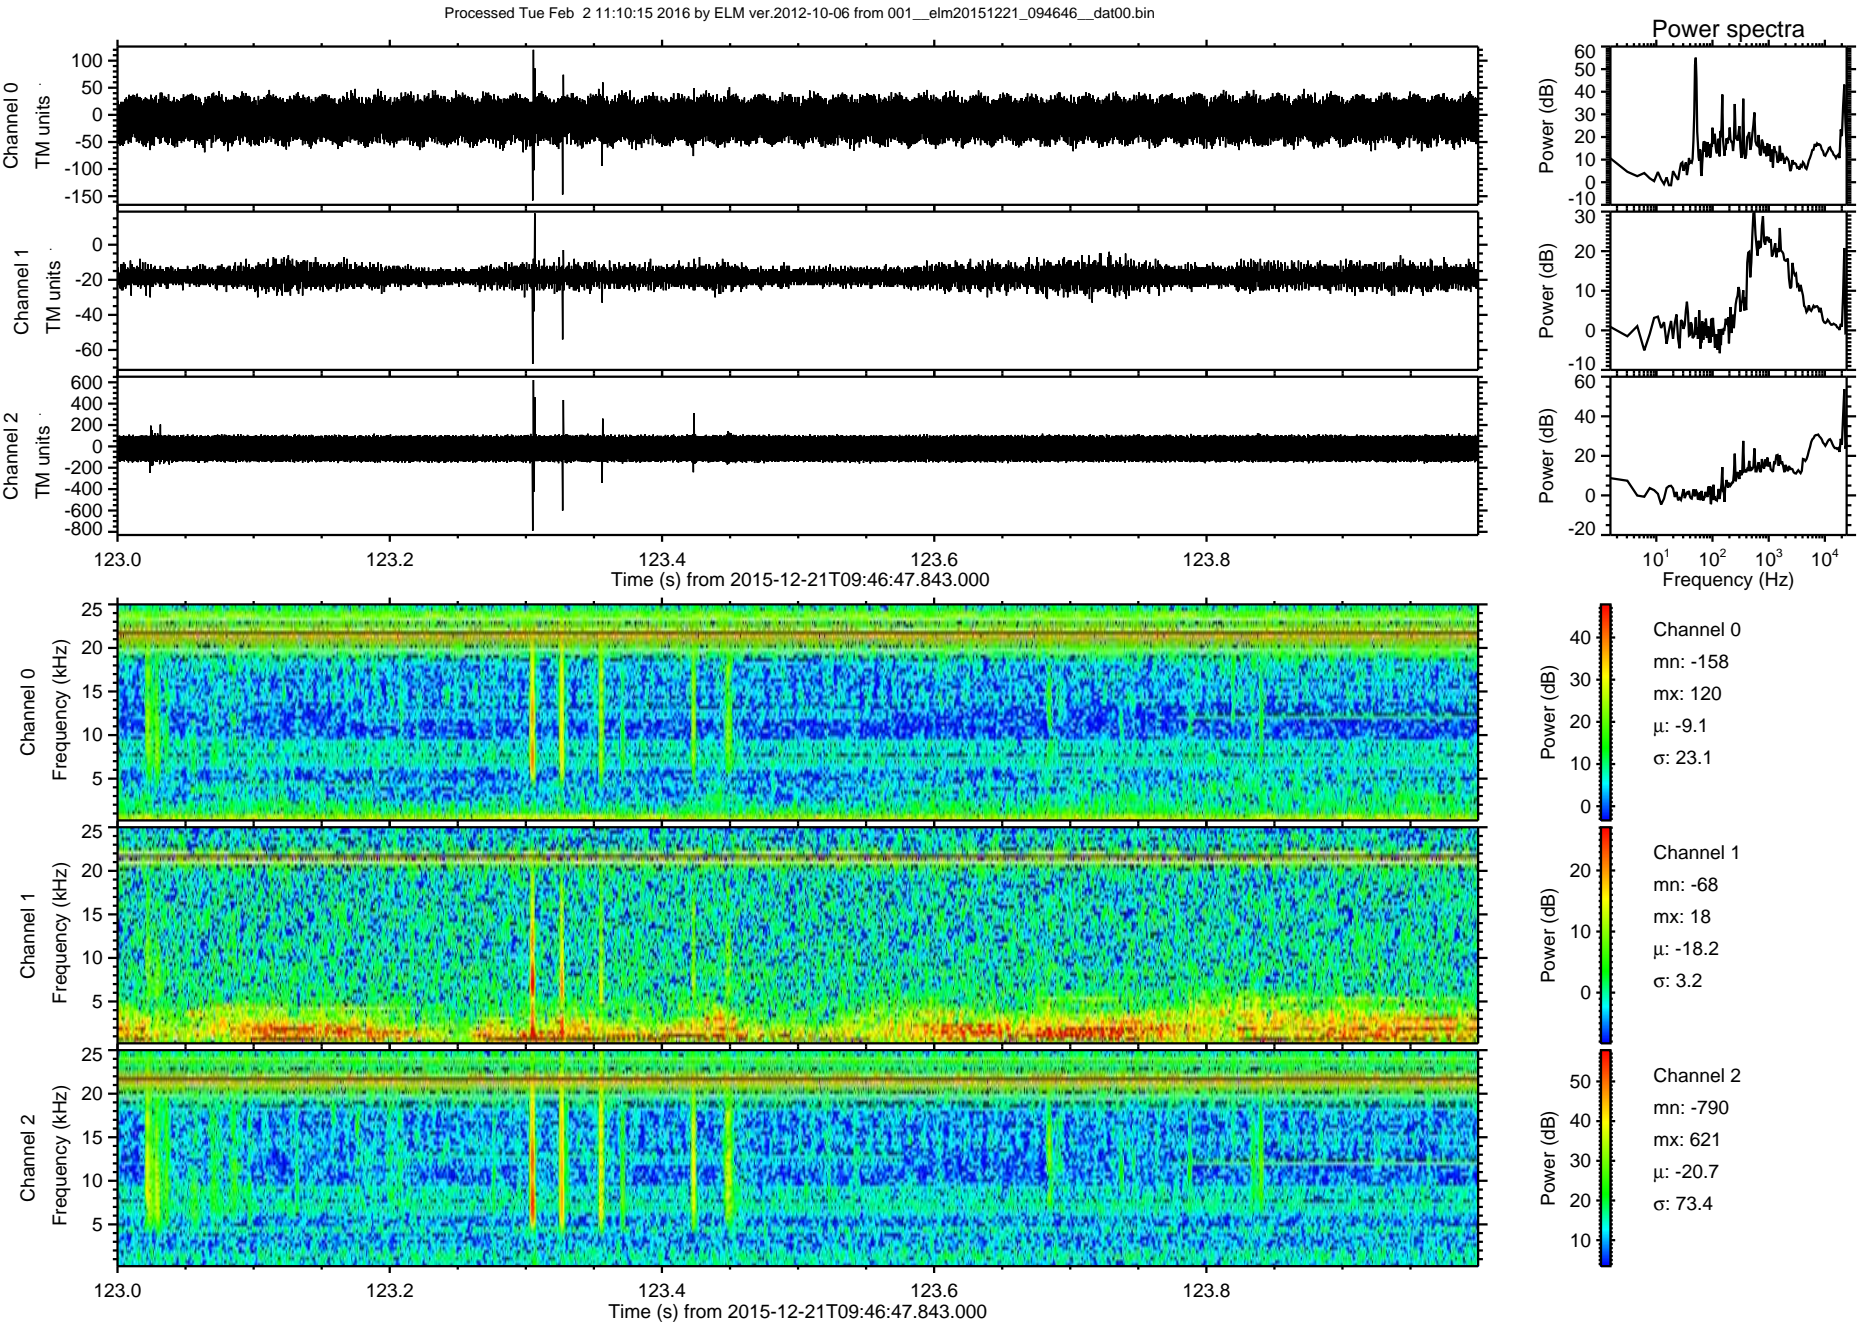 Processed Tue Feb  2 11:10:15 2016 by ELM ver.2012-10-06 from 001__elm20151221_094646__dat00.bin
Power spectra
Channel 0
TM units
100
50
0
-50
-100
-150
Power (dB)
60
50
40
30
20
10
0
-10
Channel 1
TM units
0
-20
-40
-60
Power (dB)
30
20
10
0
-10
Channel 2
TM units
600
400
200
0
-200
-400
-600
-800
Power (dB)
60
40
20
0
-20
123.0 123.2 123.4 123.6 123.8
Time (s) from 2015-12-21T09:46:47.843.000
10^1 10^2 10^3 10^4
Frequency (Hz)
Channel 0
Frequency (kHz)
25
20
15
10
5
Power (dB)
40
30
20
10
0
Channel 0
mn: -158
mx: 120
μ: -9.1
σ: 23.1
Channel 1
Frequency (kHz)
25
20
15
10
5
Power (dB)
20
10
0
Channel 1
mn: -68
mx: 18
μ: -18.2
σ: 3.2
Channel 2
Frequency (kHz)
25
20
15
10
5
Power (dB)
50
40
30
20
10
Channel 2
mn: -790
mx: 621
μ: -20.7
σ: 73.4
123.0 123.2 123.4 123.6 123.8
Time (s) from 2015-12-21T09:46:47.843.000